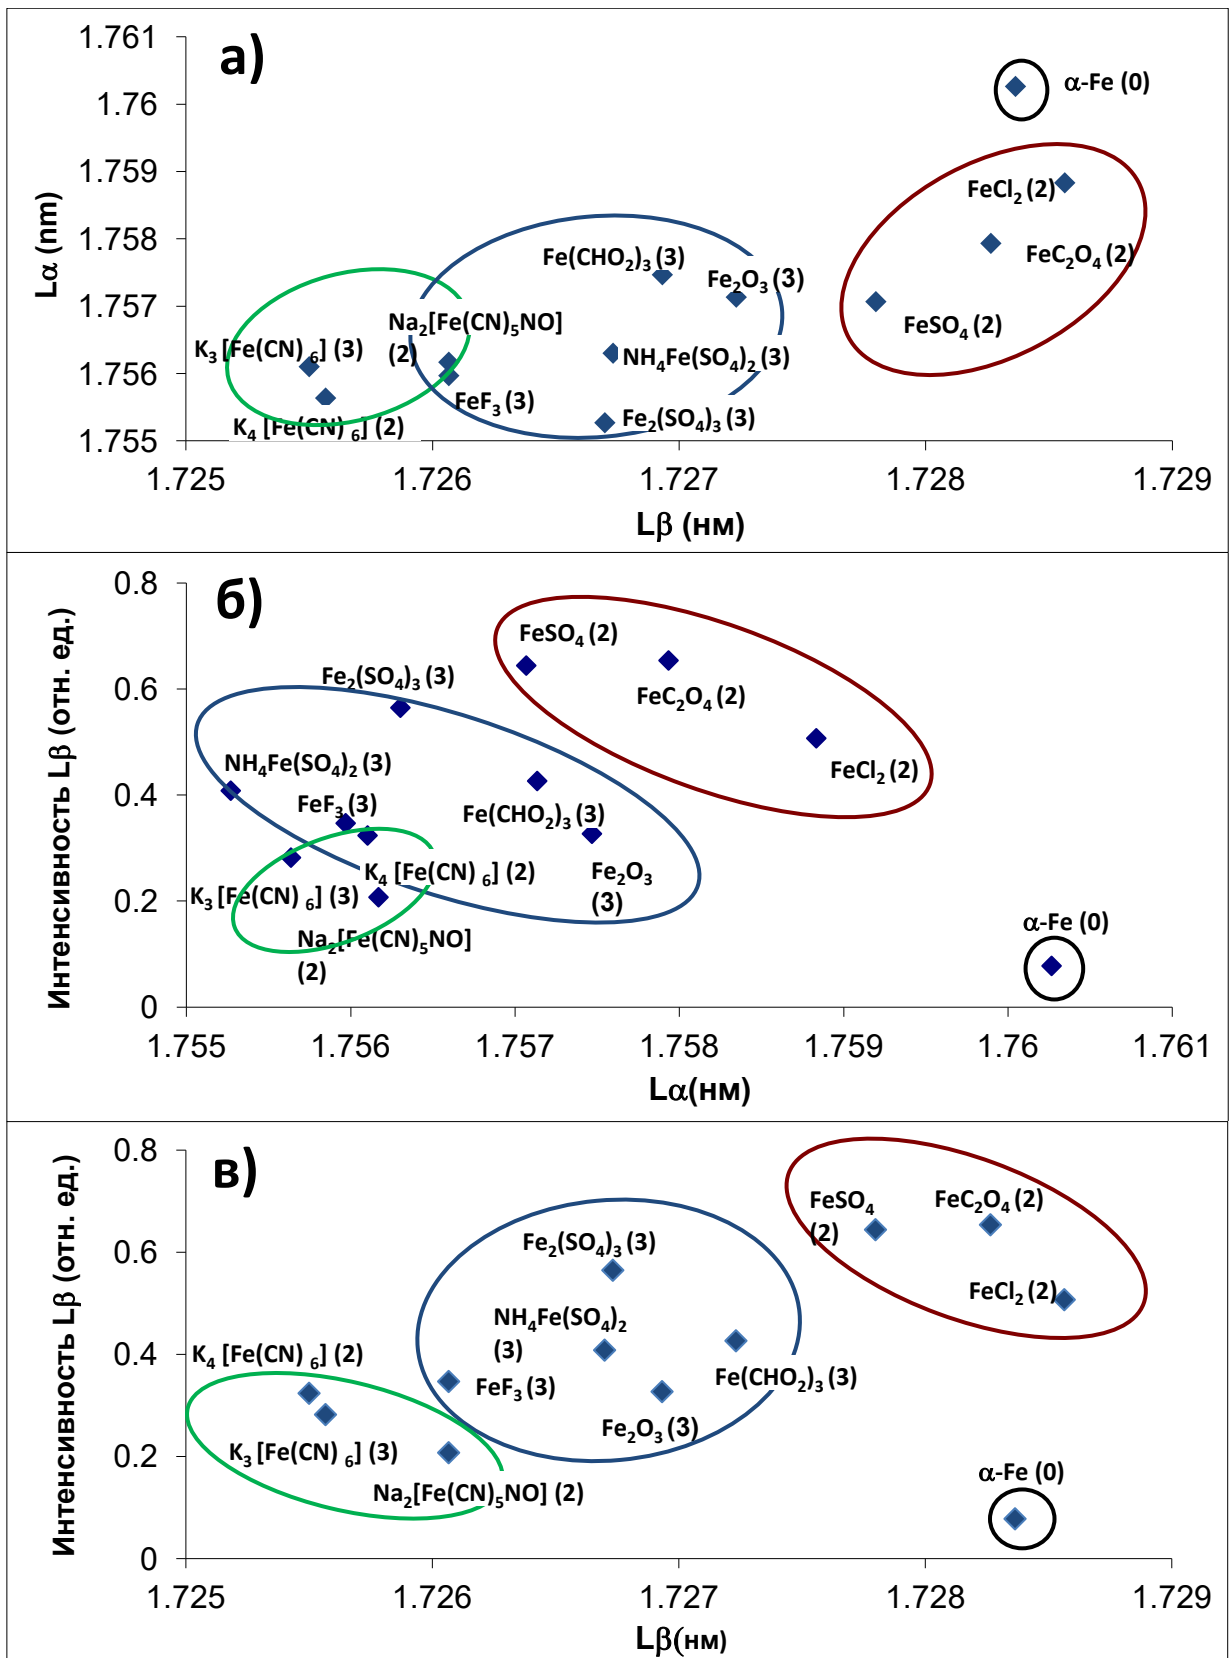 а)
1.761
1.76
1.759
1.758
1.757
1.756
1.755
Lα (nm)
α-Fe (0)
FeCl₂ (2)
FeC₂O₄ (2)
FeSO₄ (2)
Fe(CHO₂)₃ (3)
Fe₂O₃ (3)
Na₂[Fe(CN)₅NO]
(2)
K₃ [Fe(CN) ₆] (3)
NH₄Fe(SO₄)₂ (3)
FeF₃ (3)
Fe₂(SO₄)₃ (3)
K₄ [Fe(CN) ₆] (2)
1.725 1.726 1.727 1.728 1.729
Lβ (нм)
б)
0.8
0.6
0.4
0.2
0
Интенсивность Lβ (отн. ед.)
FeSO₄ (2)
Fe₂(SO₄)₃ (3)
FeC₂O₄ (2)
NH₄Fe(SO₄)₂ (3)
FeCl₂ (2)
FeF₃ (3)
Fe(CHO₂)₃ (3)
K₄ [Fe(CN) ₆] (2)
Fe₂O₃
(3)
K₃ [Fe(CN) ₆] (3)
Na₂[Fe(CN)₅NO]
(2)
α-Fe (0)
1.755 1.756 1.757 1.758 1.759 1.76 1.761
Lα(нм)
в)
0.8
0.6
0.4
0.2
0
Интенсивность Lβ (отн. ед.)
FeSO₄
(2)
FeC₂O₄ (2)
Fe₂(SO₄)₃ (3)
FeCl₂ (2)
NH₄Fe(SO₄)₂
(3)
K₄ [Fe(CN) ₆] (2)
FeF₃ (3)
Fe(CHO₂)₃ (3)
Fe₂O₃ (3)
K₃ [Fe(CN) ₆] (3)
Na₂[Fe(CN)₅NO] (2)
α-Fe (0)
1.725 1.726 1.727 1.728 1.729
Lβ(нм)